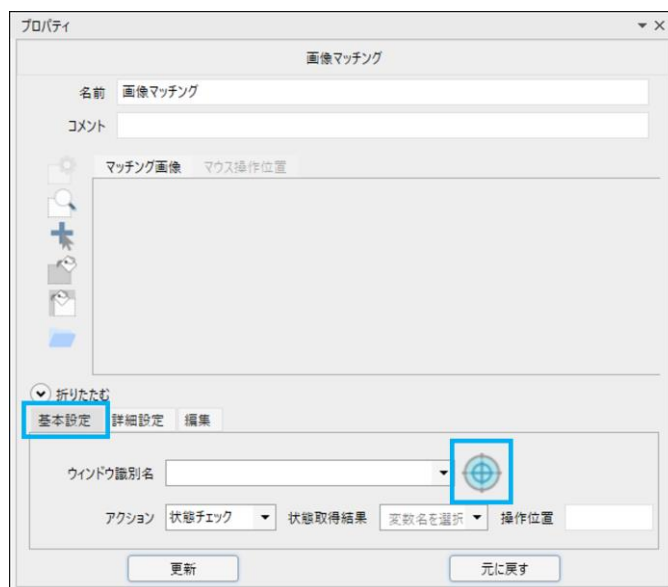 プロパティ
画像マッチング
名前 画像マッチング
コメント
マッチング画像 マウス操作位置
折りたたむ
基本設定 詳細設定 編集
ウィンドウ識別名
アクション 状態チェック 状態取得結果 変数名を選択 操作位置
更新 元に戻す